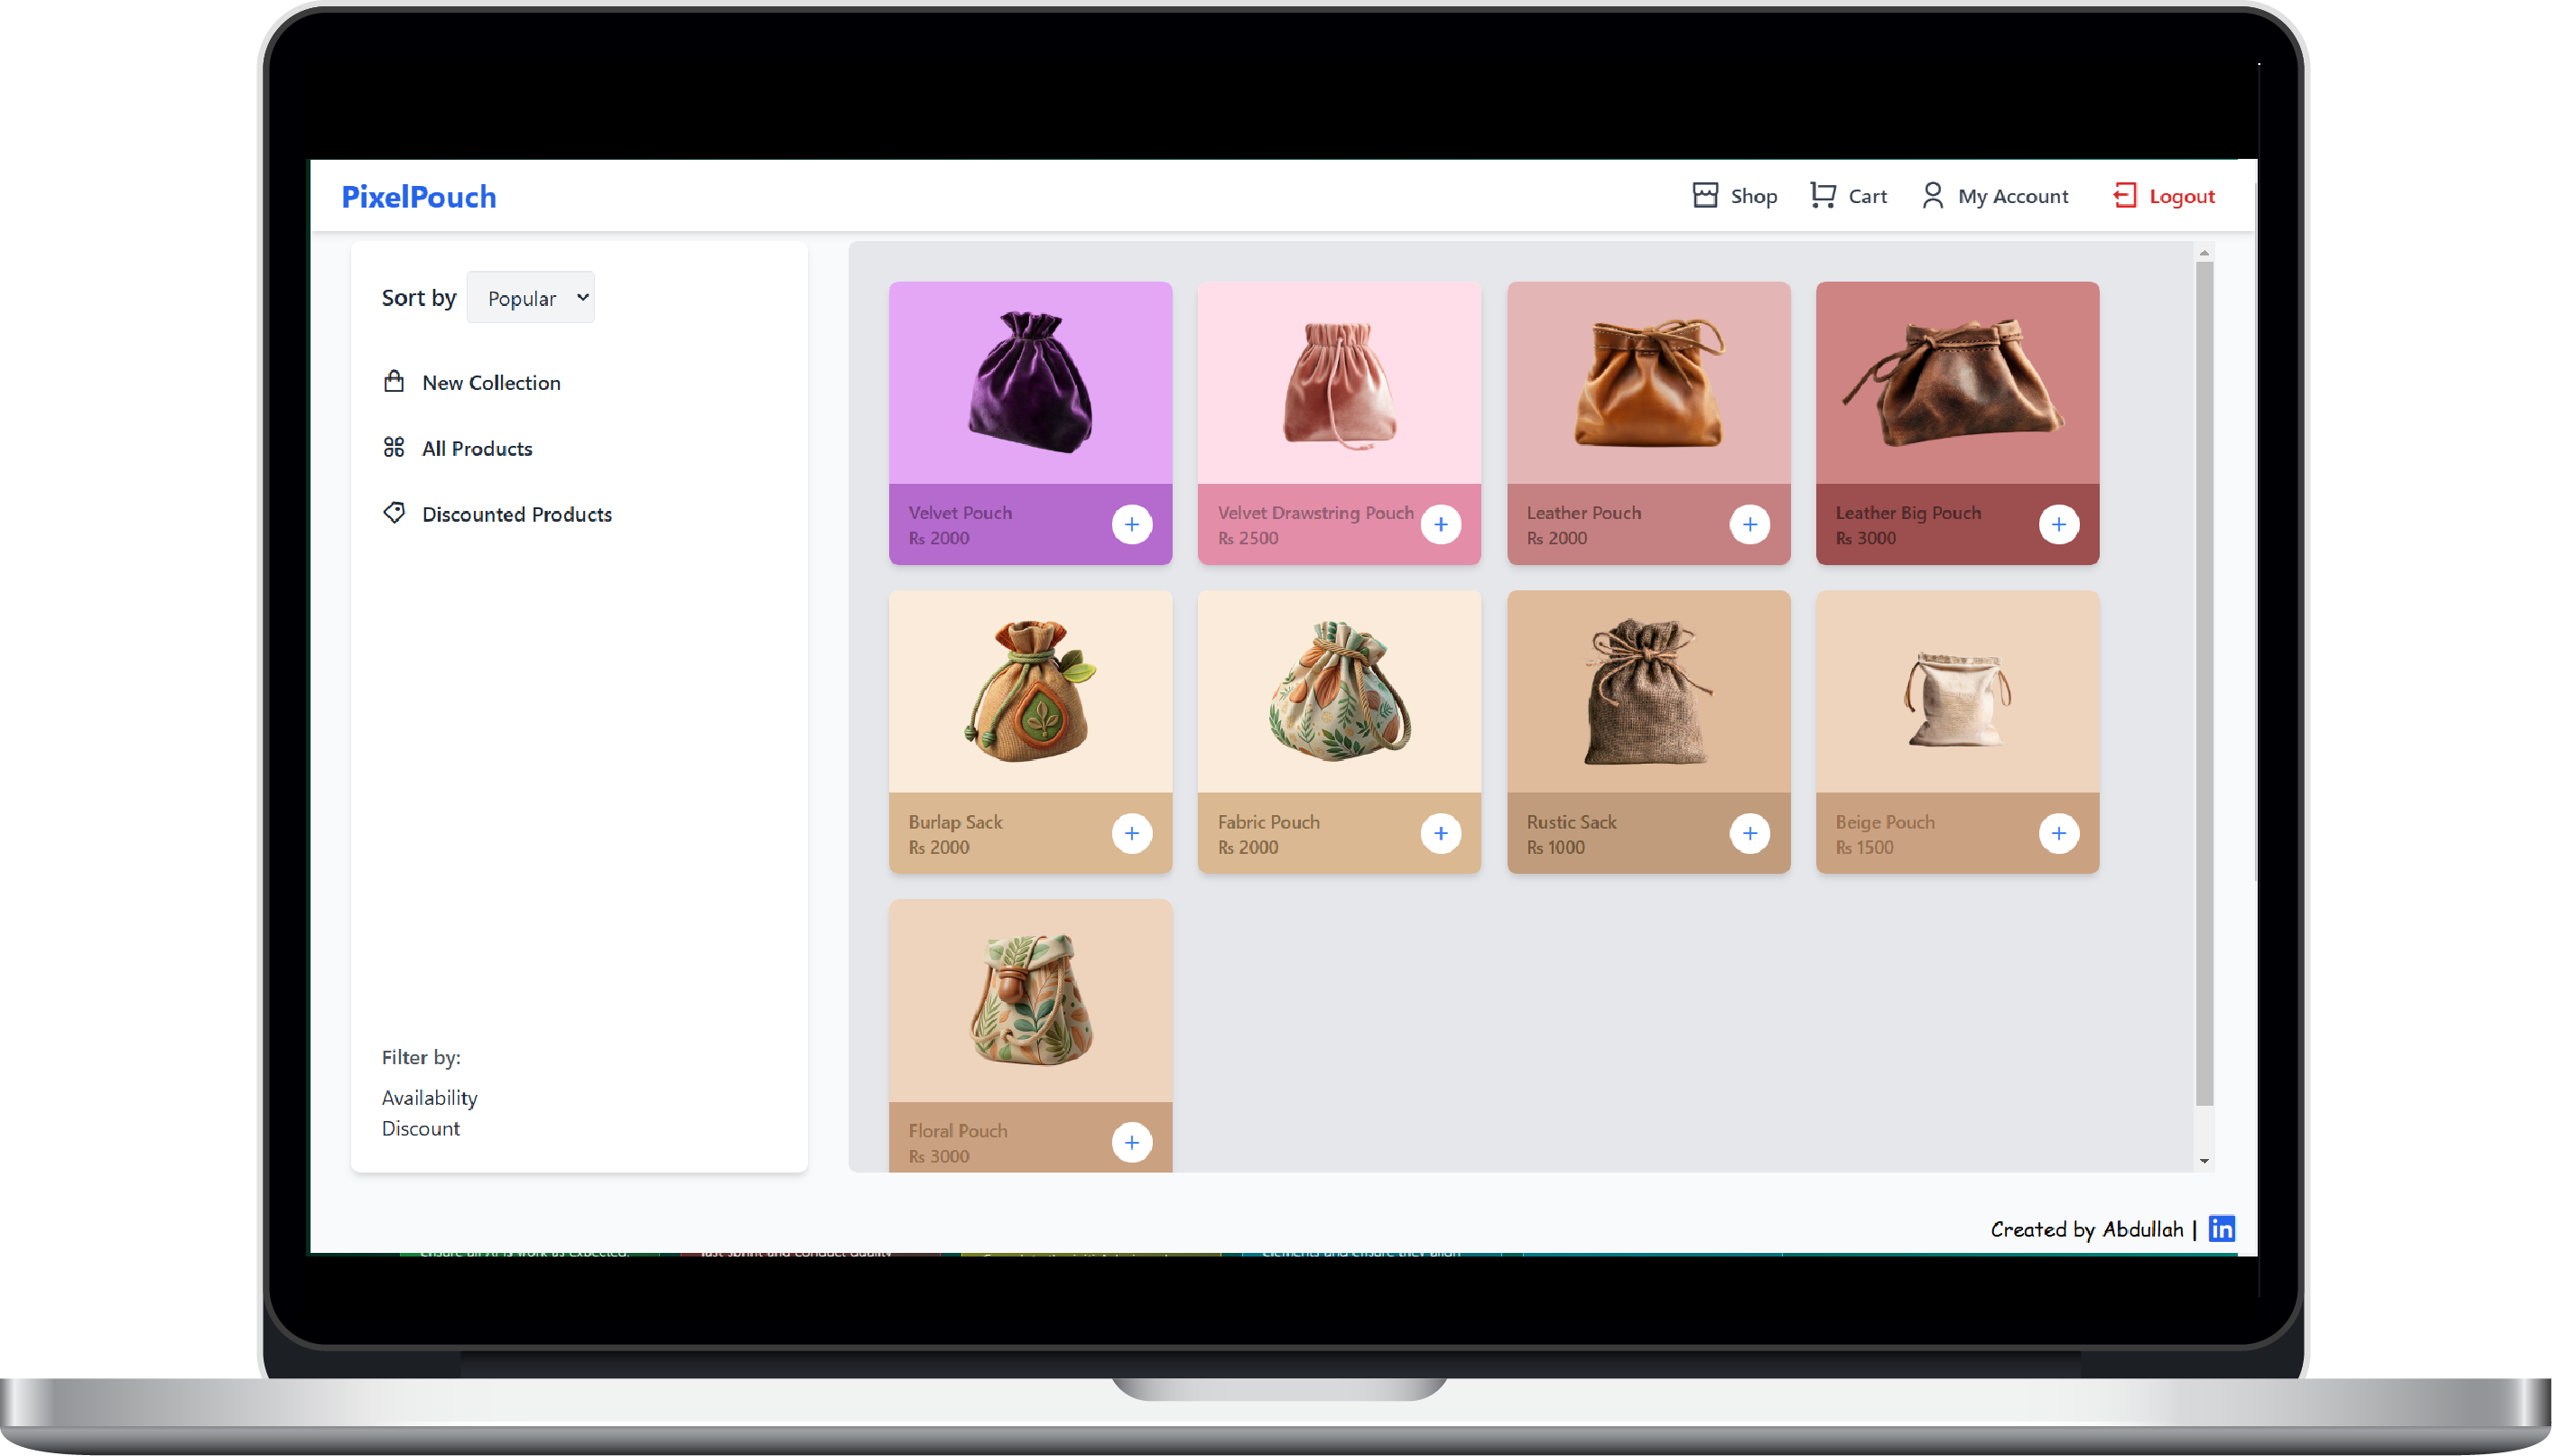 PixelPouch
Shop
Cart
My Account
Logout
Sort by
Popular
New Collection
All Products
Discounted Products
Filter by:
Availability
Discount
Velvet Pouch
Rs 2000
Velvet Drawstring Pouch
Rs 2500
Leather Pouch
Rs 2000
Leather Big Pouch
Rs 3000
Burlap Sack
Rs 2000
Fabric Pouch
Rs 2000
Rustic Sack
Rs 1000
Beige Pouch
Rs 1500
Floral Pouch
Rs 3000
Created by Abdullah | in